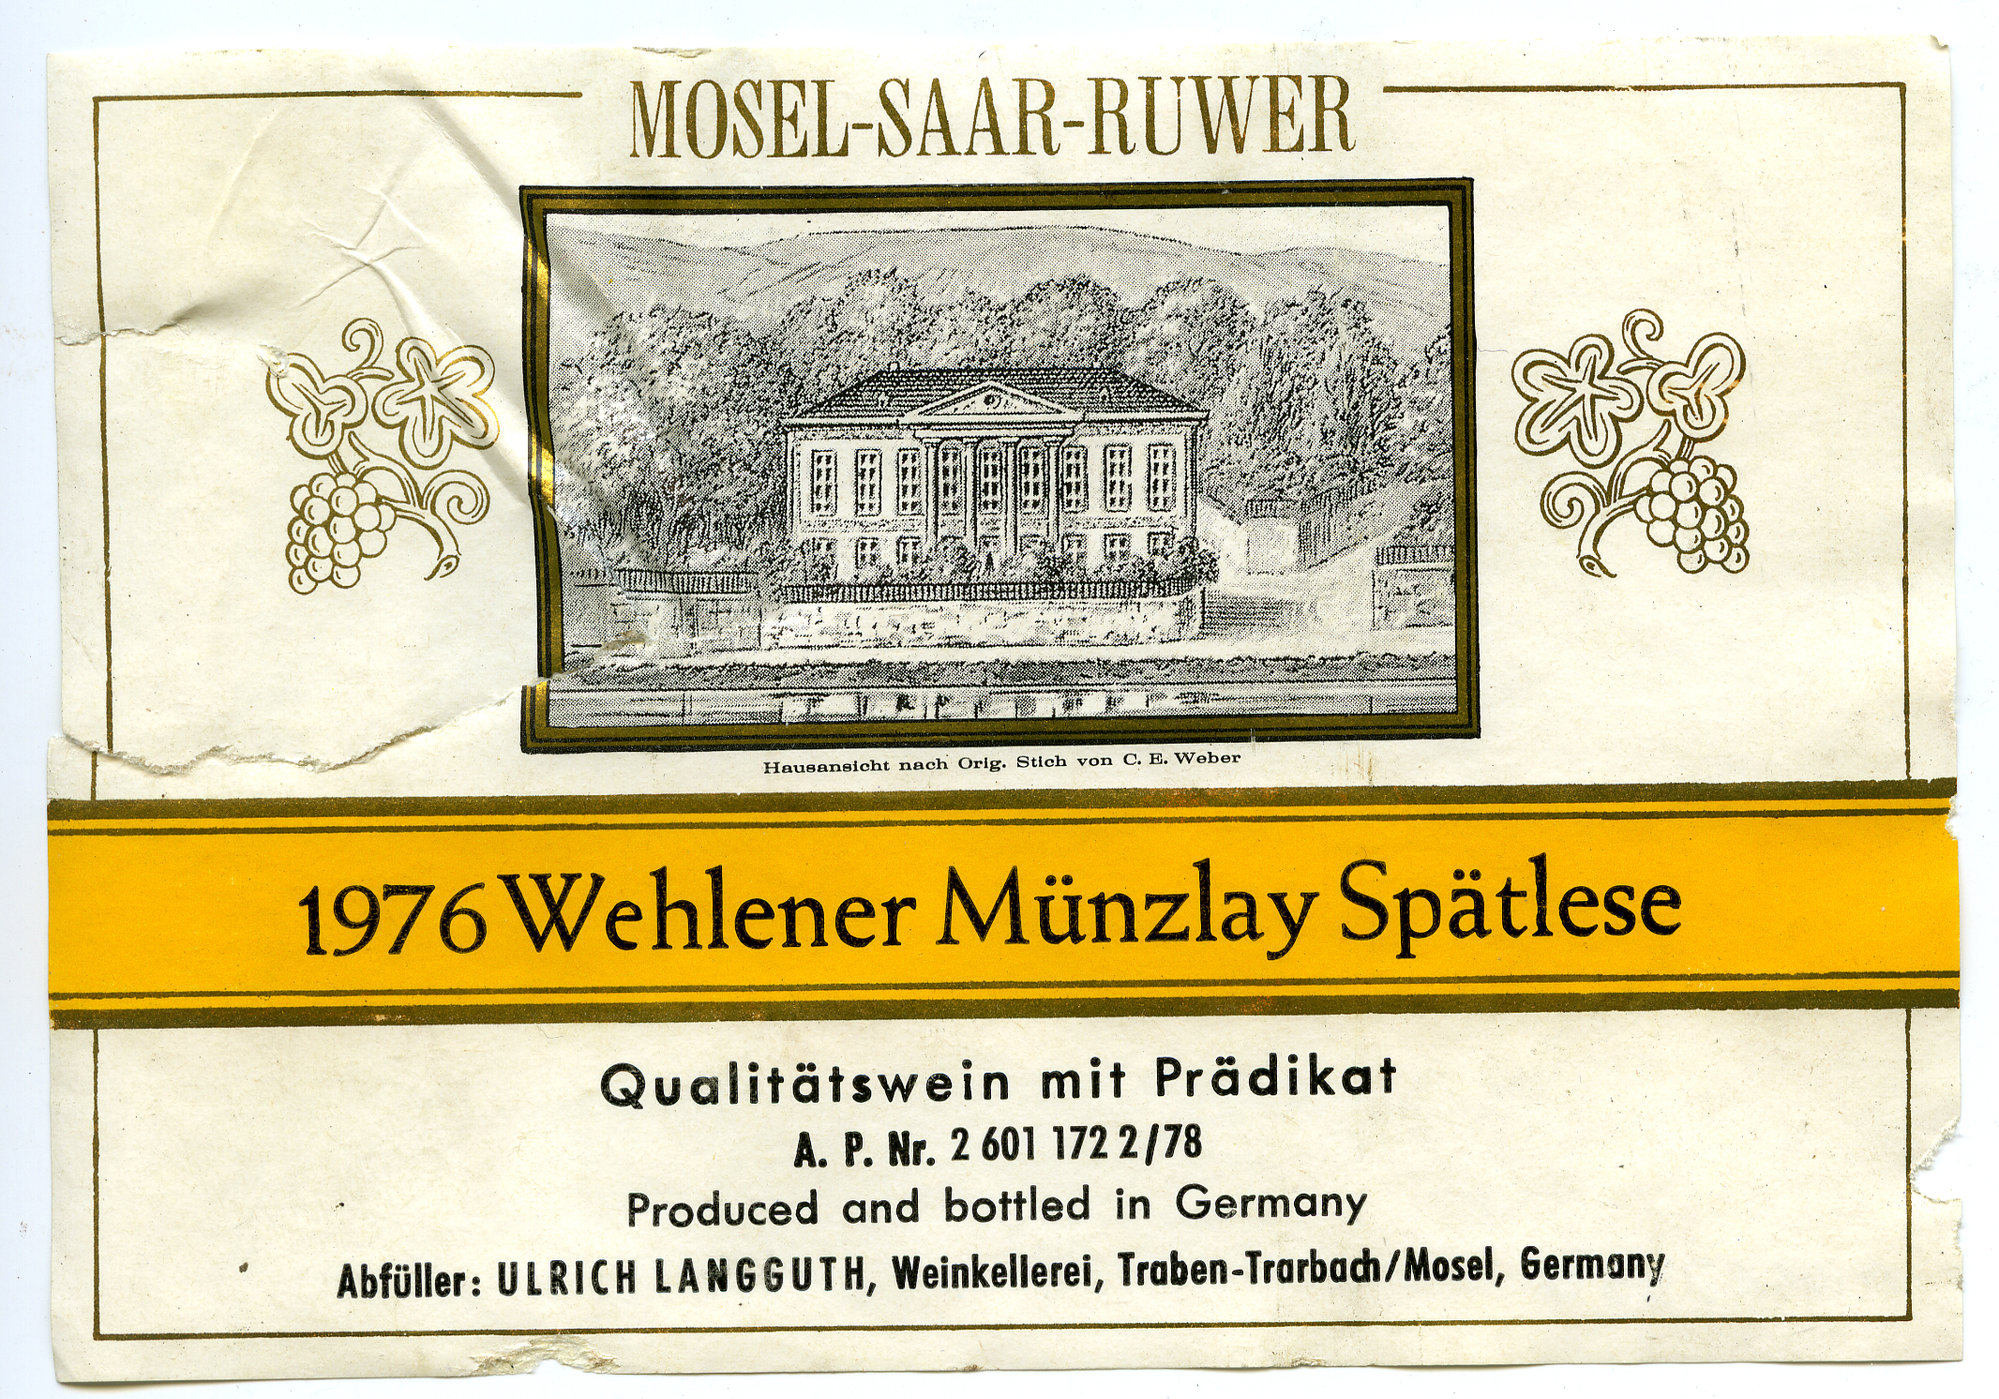 MOSEL-SAAR-RUWER
Hausansicht nach Orig. Stich von C. E. Weber
1976 Wehlener Münzlay Spätlese
Qualitätswein mit Prädikat
A. P. Nr. 2 601 172 2/78
Produced and bottled in Germany
Abfüller: ULRICH LANGGUTH, Weinkellerei, Traben-Trarbach/Mosel, Germany